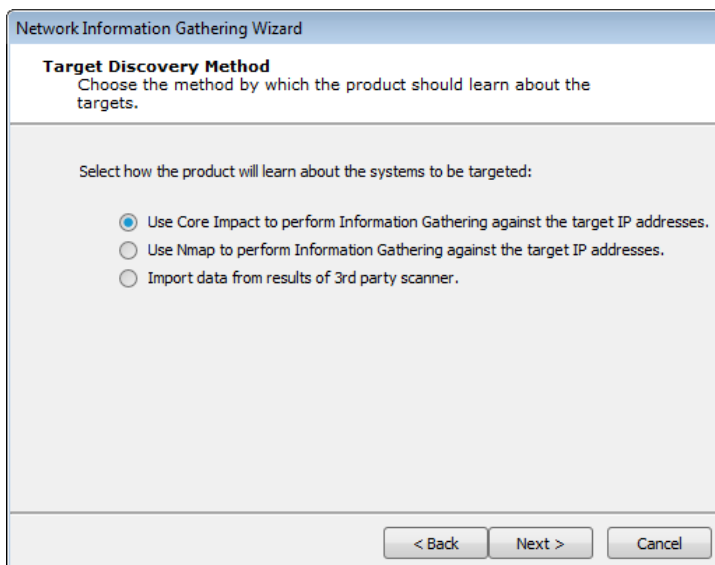 Network Information Gathering Wizard
Target Discovery Method
Choose the method by which the product should learn about the
targets.
Select how the product will learn about the systems to be targeted:
Use Core Impact to perform Information Gathering against the target IP addresses.
Use Nmap to perform Information Gathering against the target IP addresses.
Import data from results of 3rd party scanner.
< Back Next > Cancel